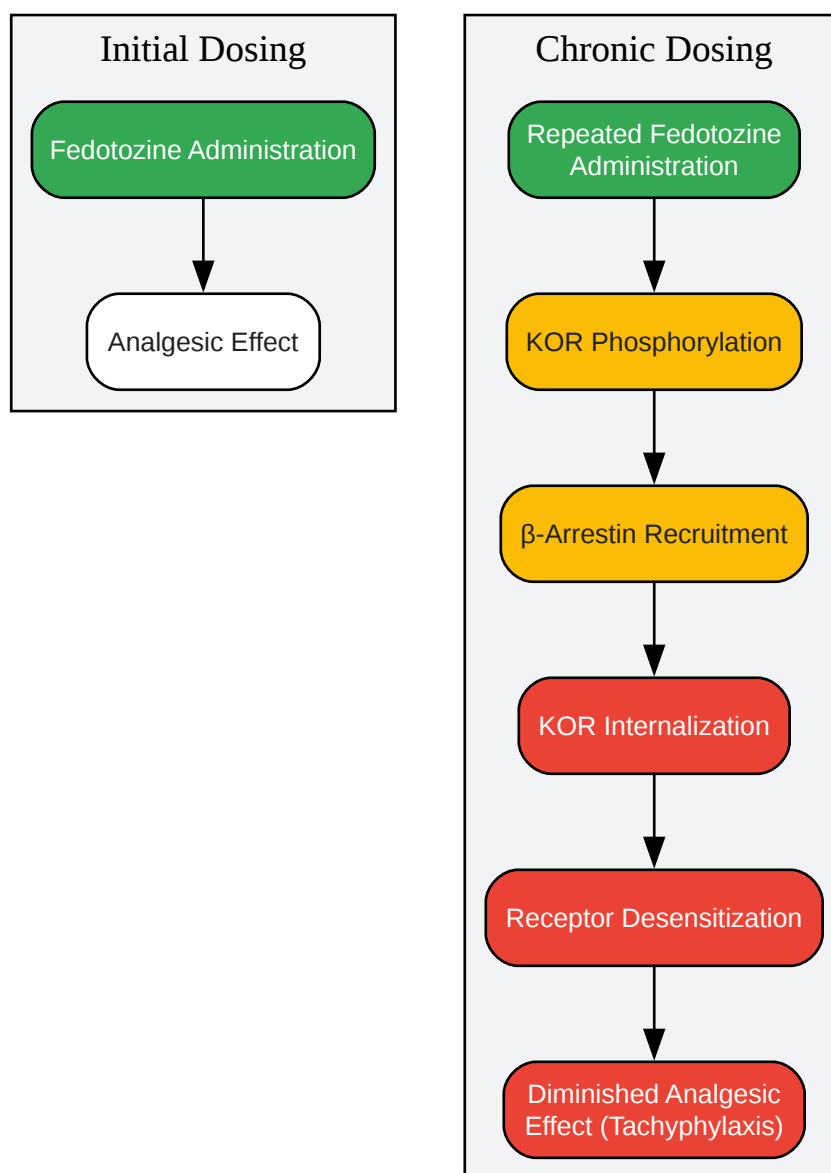 Initial Dosing
Fedotozine Administration
Analgesic Effect
Chronic Dosing
Repeated Fedotozine
Administration
KOR Phosphorylation
β-Arrestin Recruitment
KOR Internalization
Receptor Desensitization
Diminished Analgesic
Effect (Tachyphylaxis)